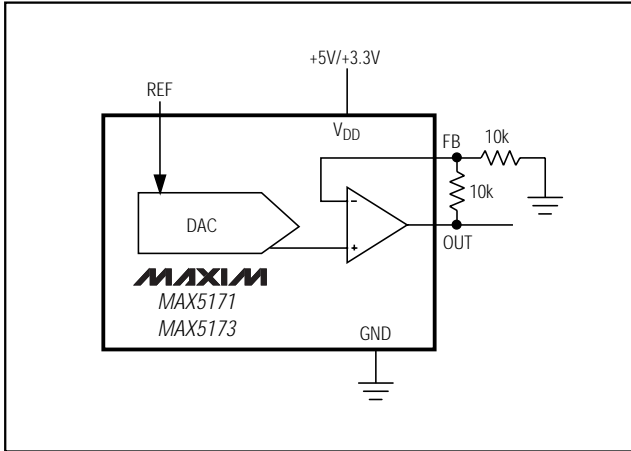 +5V/+3.3V
REF
VDD
FB
10k
10k
DAC
OUT
MAXIM
MAX5171
MAX5173
GND
-
+